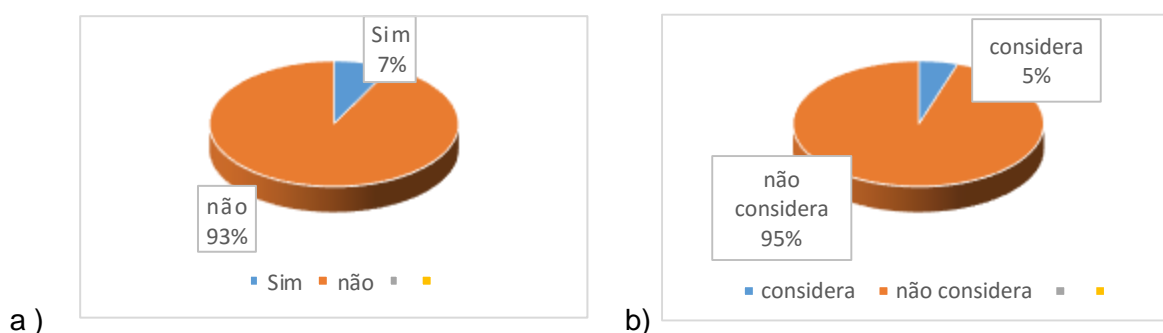 Sim
7%
não
93%
Sim não
a )
considera
5%
não
considera
95%
considera não considera
b)